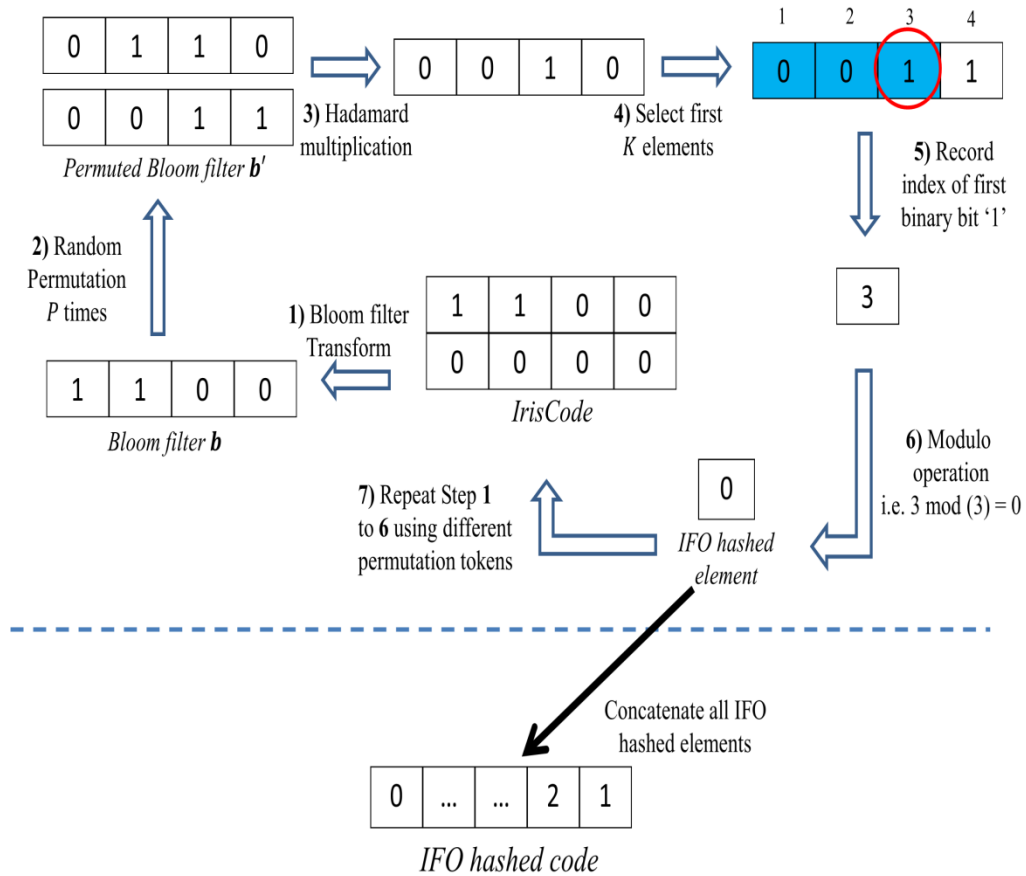 0 1 1 0
0 0 1 1
Permuted Bloom filter b'
3) Hadamard
multiplication
0 0 1 0
4) Select first
K elements
1 2 3 4
0 0 1 1
5) Record
index of first
binary bit ‘1’
3
6) Modulo
operation
i.e. 3 mod (3) = 0
2) Random
Permutation
P times
1 1 0 0
Bloom filter b
1) Bloom filter
Transform
1 1 0 0
0 0 0 0
IrisCode
7) Repeat Step 1
to 6 using different
permutation tokens
0
IFO hashed
element
Concatenate all IFO
hashed elements
0 ... ... 2 1
IFO hashed code